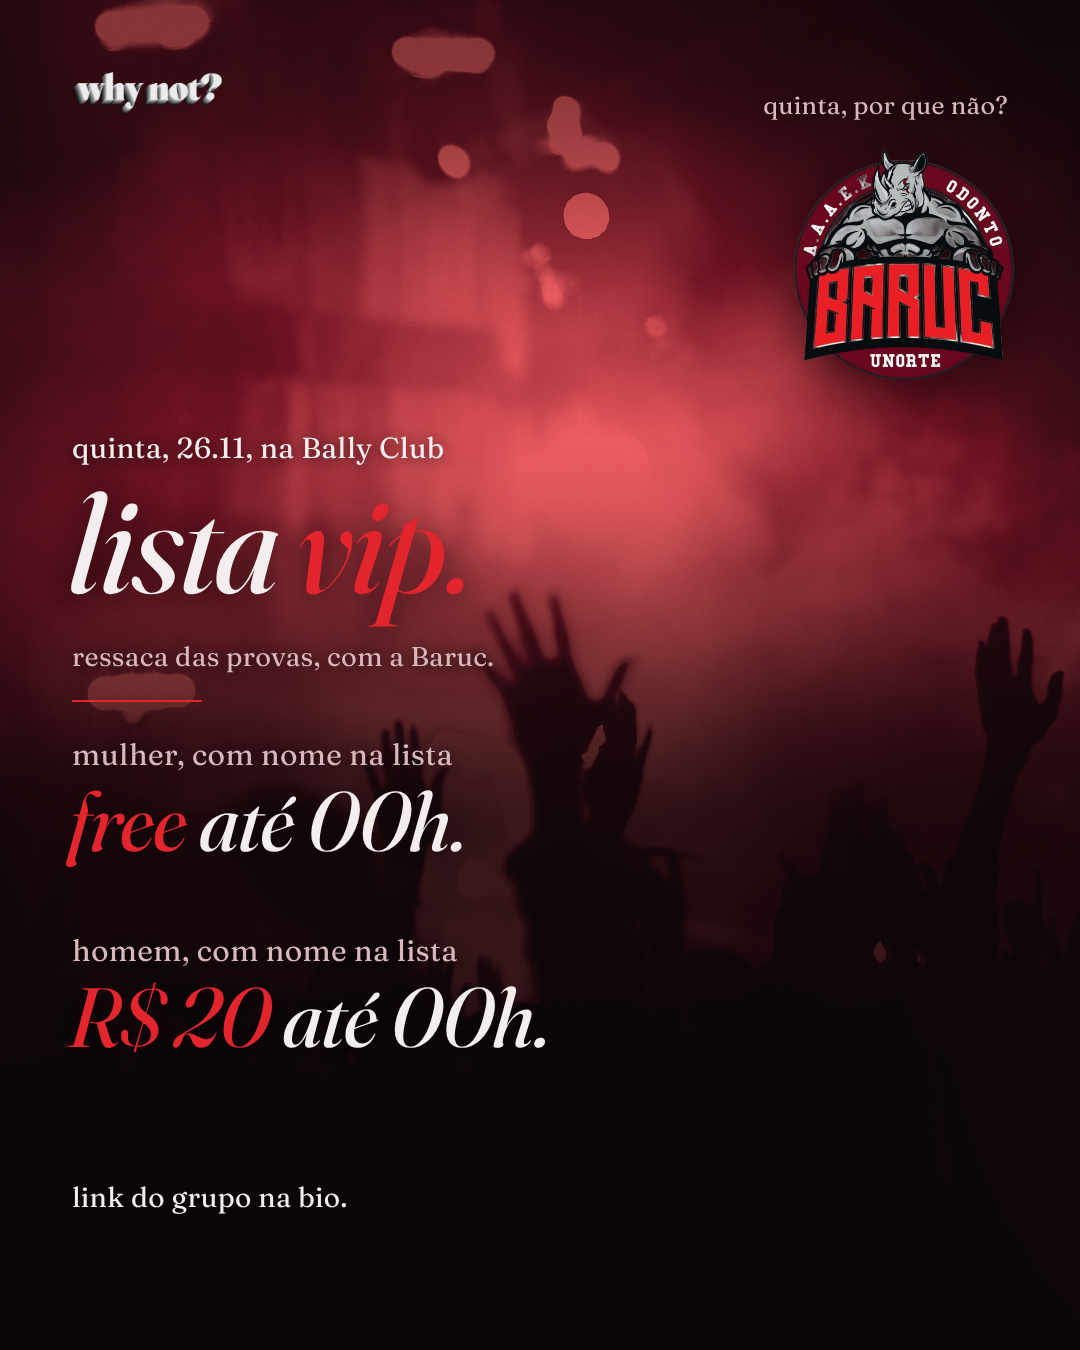 why not?
quinta, por que não?
A.A.A.E.K ODONTO
BARUC
UNORTE
quinta, 26.11, na Bally Club
lista vip.
ressaca das provas, com a Baruc.
mulher, com nome na lista
free até 00h.
homem, com nome na lista
R$ 20 até 00h.
link do grupo na bio.